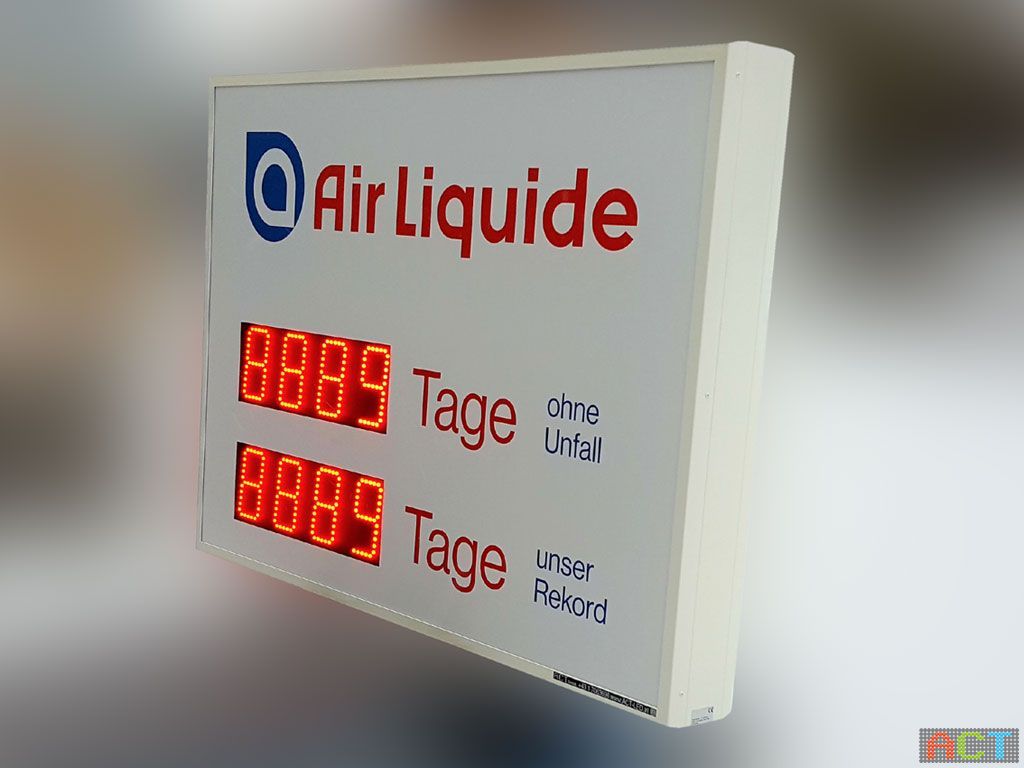 Air Liquide
8889
Tage
ohne
Unfall
8889
Tage
unser
Rekord
ACT